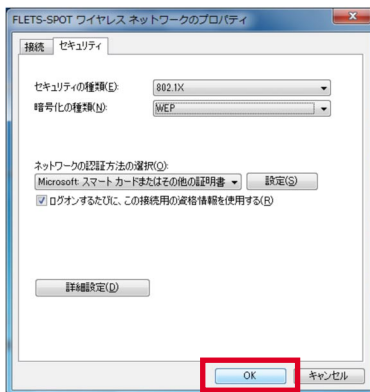 FLETS-SPOT ワイヤレス ネットワークのプロパティ
接続 セキュリティ
セキュリティの種類(E): 802.1X
暗号化の種類(N): WEP
ネットワークの認証方法の選択(O):
Microsoft: スマート カードまたはその他の証明書 設定(S)
ログオンするたびに、この接続用の資格情報を使用する(R)
詳細設定(D)
OK キャンセル